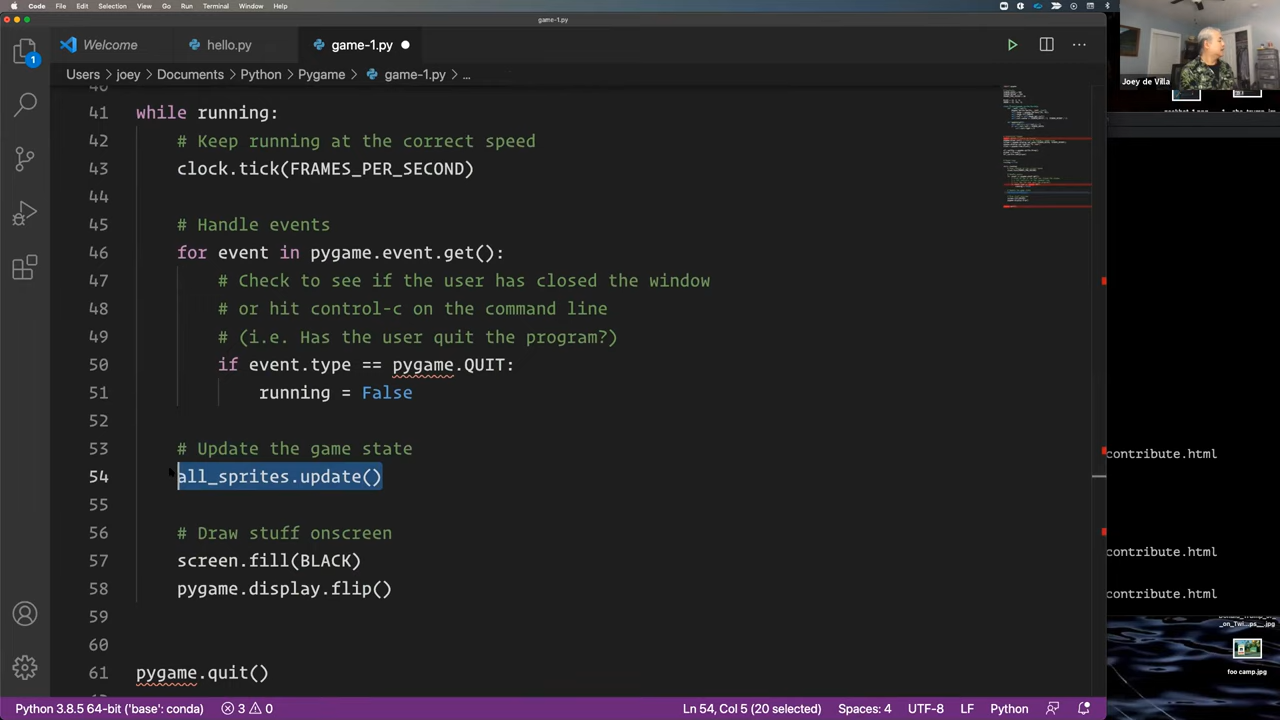 Code File Edit Selection View Go Run Terminal Window Help
game-1.py
Welcome hello.py game-1.py
Joey de Villa
Users > joey > Documents > Python > Pygame > game-1.py > ...
1
41 while running:
42 # Keep running at the correct speed
43 clock.tick(FRAMES_PER_SECOND)
44
45 # Handle events
46 for event in pygame.event.get():
47 # Check to see if the user has closed the window
48 # or hit control-c on the command line
49 # (i.e. Has the user quit the program?)
50 if event.type == pygame.QUIT:
51 running = False
52
53 # Update the game state
contribute.html
54 all_sprites.update()
55
56 # Draw stuff onscreen
contribute.html
57 screen.fill(BLACK)
58 pygame.display.flip()
contribute.html
59
60
61 pygame.quit()
foo camp.jpg
Python 3.8.5 64-bit ('base': conda) 3 0 Ln 54, Col 5 (20 selected) Spaces: 4 UTF-8 LF Python